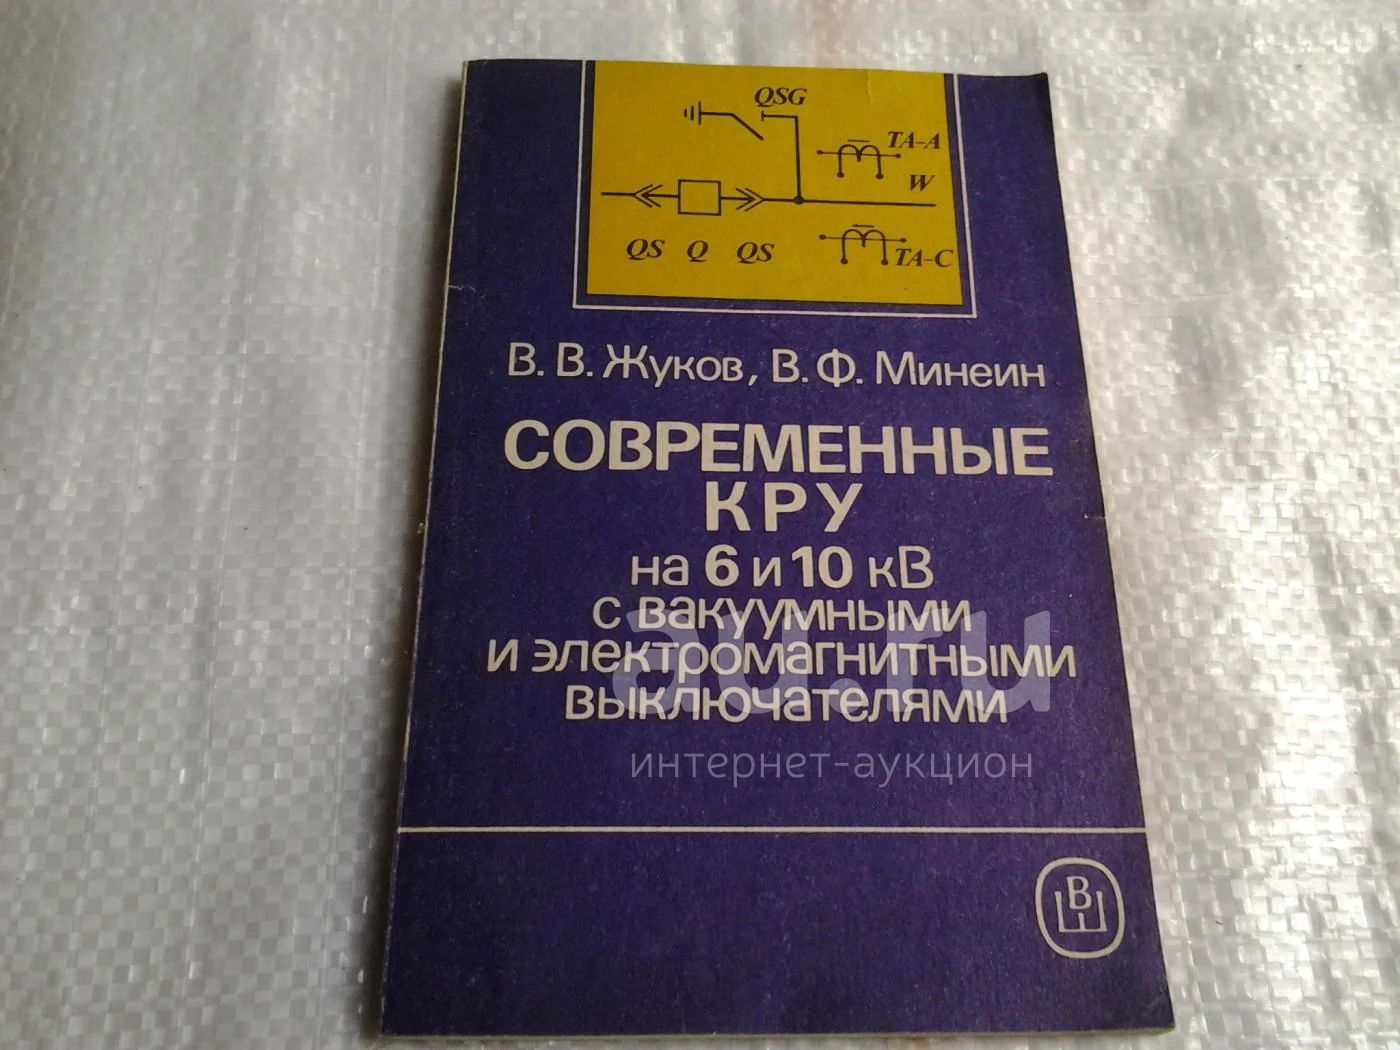 QSG
TA-A
W
QS Q QS
TA-C
В. В. Жуков, В. Ф. Минеин
СОВРЕМЕННЫЕ
КРУ
на 6 и 10 кВ
с вакуумными
и электромагнитными
выключателями
au.ru
интернет-аукцион
В
Ш